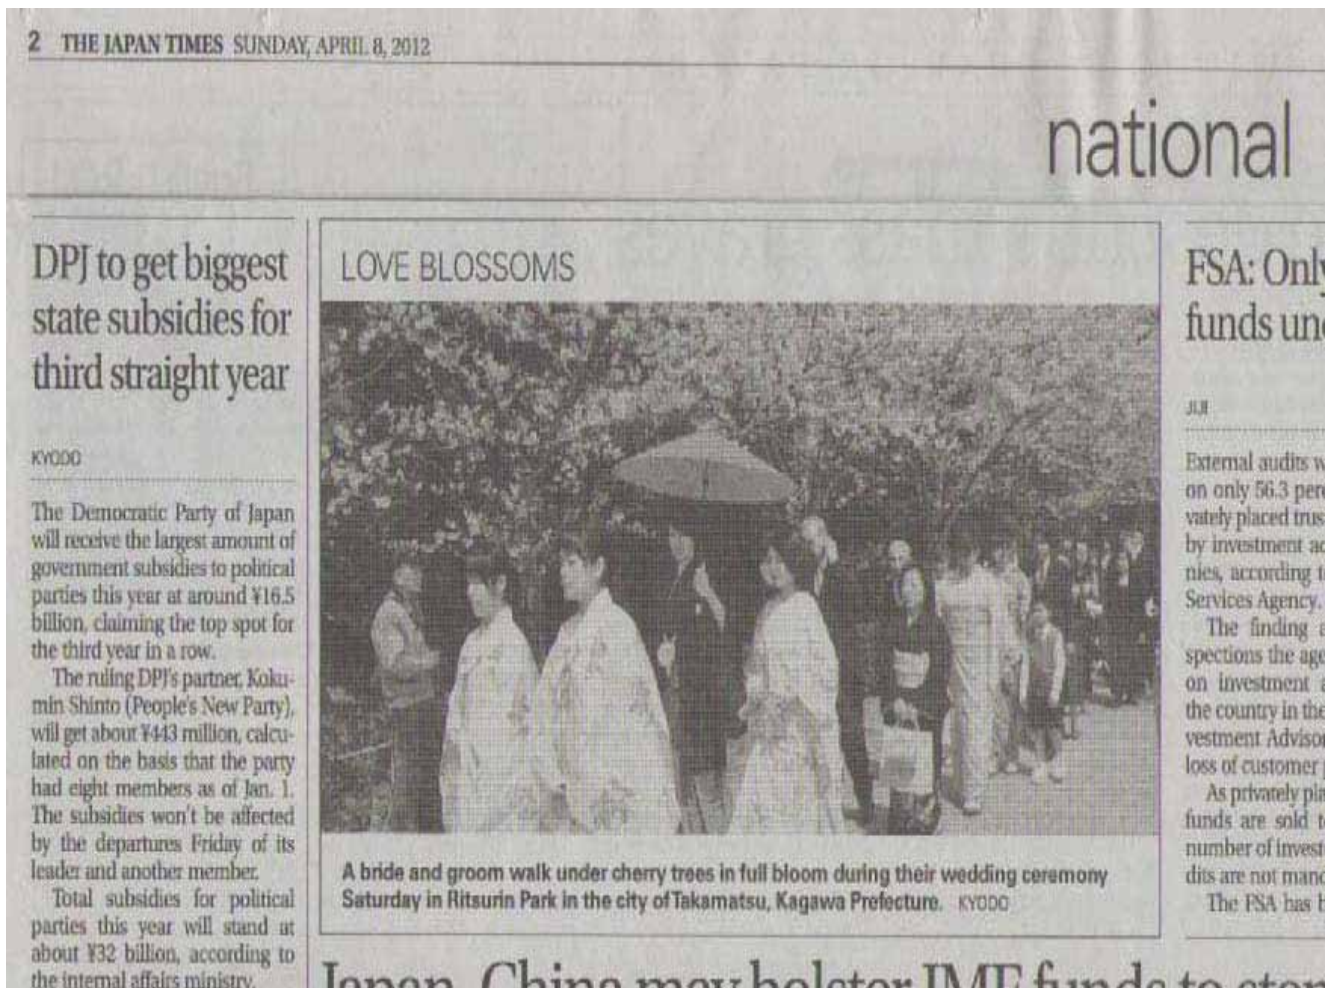 2 THE JAPAN TIMES SUNDAY, APRIL 8, 2012
national
DPJ to get biggest
state subsidies for
third straight year
KYODO
The Democratic Party of Japan
will receive the largest amount of
government subsidies to political
parties this year at around ¥16.5
billion, claiming the top spot for
the third year in a row.
The ruling DPJ's partner, Koku-
min Shinto (People's New Party),
will get about ¥443 million, calcu-
lated on the basis that the party
had eight members as of Jan. 1.
The subsidies won't be affected
by the departures Friday of its
leader and another member.
Total subsidies for political
parties this year will stand at
about ¥32 billion, according to
the internal affairs ministry.
LOVE BLOSSOMS
A bride and groom walk under cherry trees in full bloom during their wedding ceremony
Saturday in Ritsurin Park in the city of Takamatsu, Kagawa Prefecture. KYODO
Japan, China may bolster IMF funds to
FSA: Only
funds
JIJI
External audits
on only 56.3
vately placed
by investment
nies, according
Services Agency.
The finding
spections the
on investment
the country in the
vestment
loss of customer
As privately
funds are sold
number of
dits are not
The FSA has